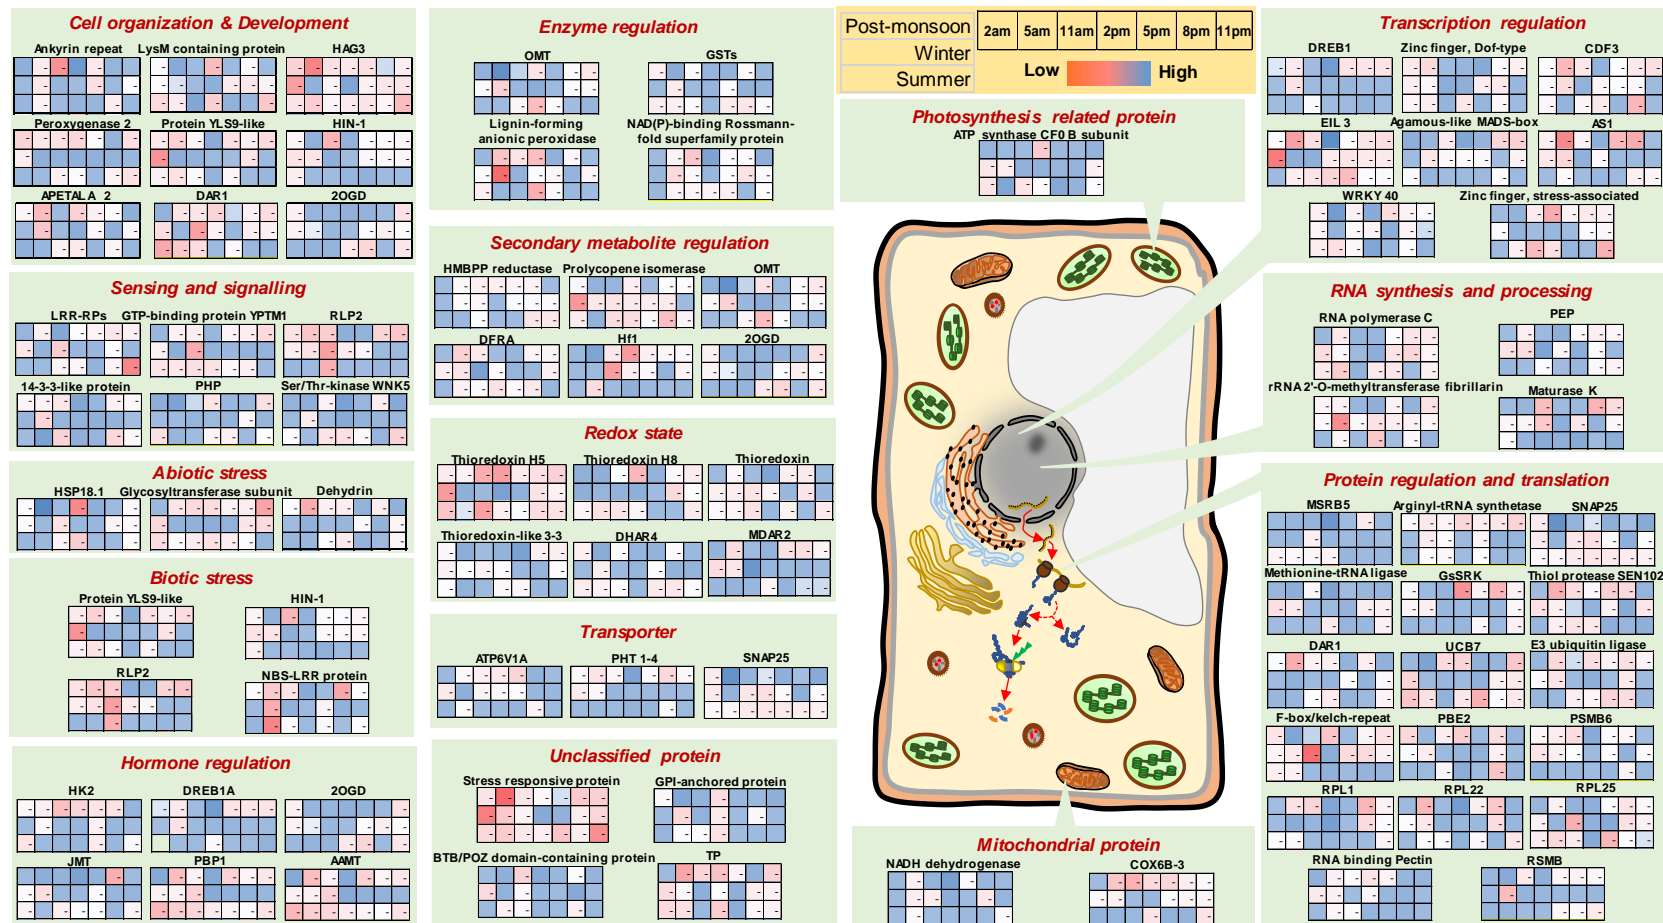 Cell organization & Development
Ankyrin repeat
LysM containing protein
HAG3
Peroxygenase 2
Protein YLS9-like
HIN-1
APETALA 2
DAR1
2OGD
Sensing and signalling
LRR-RPs
GTP-binding protein YPTM1
RLP2
14-3-3-like protein
PHP
Ser/Thr-kinase WNK5
Abiotic stress
HSP18.1
Glycosyltransferase subunit
Dehydrin
Biotic stress
Protein YLS9-like
HIN-1
RLP2
NBS-LRR protein
Hormone regulation
HK2
DREB1A
2OGD
JMT
PBP1
AAMT
Enzyme regulation
OMT
GSTs
Lignin-forming
anionic peroxidase
NAD(P)-binding Rossmann-
fold superfamily protein
Secondary metabolite regulation
HMBPP reductase
Prolycopene isomerase
OMT
DFRA
Hf1
2OGD
Redox state
Thioredoxin H5
Thioredoxin H8
Thioredoxin
Thioredoxin-like 3-3
DHAR4
MDAR2
Transporter
ATP6V1A
PHT 1-4
SNAP25
Unclassified protein
Stress responsive protein
GPI-anchored protein
BTB/POZ domain-containing protein
TP
Post-monsoon
Winter
Summer
2am 5am 11am 2pm 5pm 8pm 11pm
Low High
Photosynthesis related protein
ATP synthase CF0 B subunit
Mitochondrial protein
NADH dehydrogenase
COX6B-3
Transcription regulation
DREB1
Zinc finger, Dof-type
CDF3
EIL 3
Agamous-like MADS-box
AS1
WRKY 40
Zinc finger, stress-associated
RNA synthesis and processing
RNA polymerase C
PEP
rRNA 2'-O-methyltransferase fibrillarin
Maturase K
Protein regulation and translation
MSRB5
Arginyl-tRNA synthetase
SNAP25
Methionine-tRNA ligase
GsSRK
Thiol protease SEN102
DAR1
UCB7
E3 ubiquitin ligase
F-box/kelch-repeat
PBE2
PSMB6
RPL1
RPL22
RPL25
RNA binding Pectin
RSMB